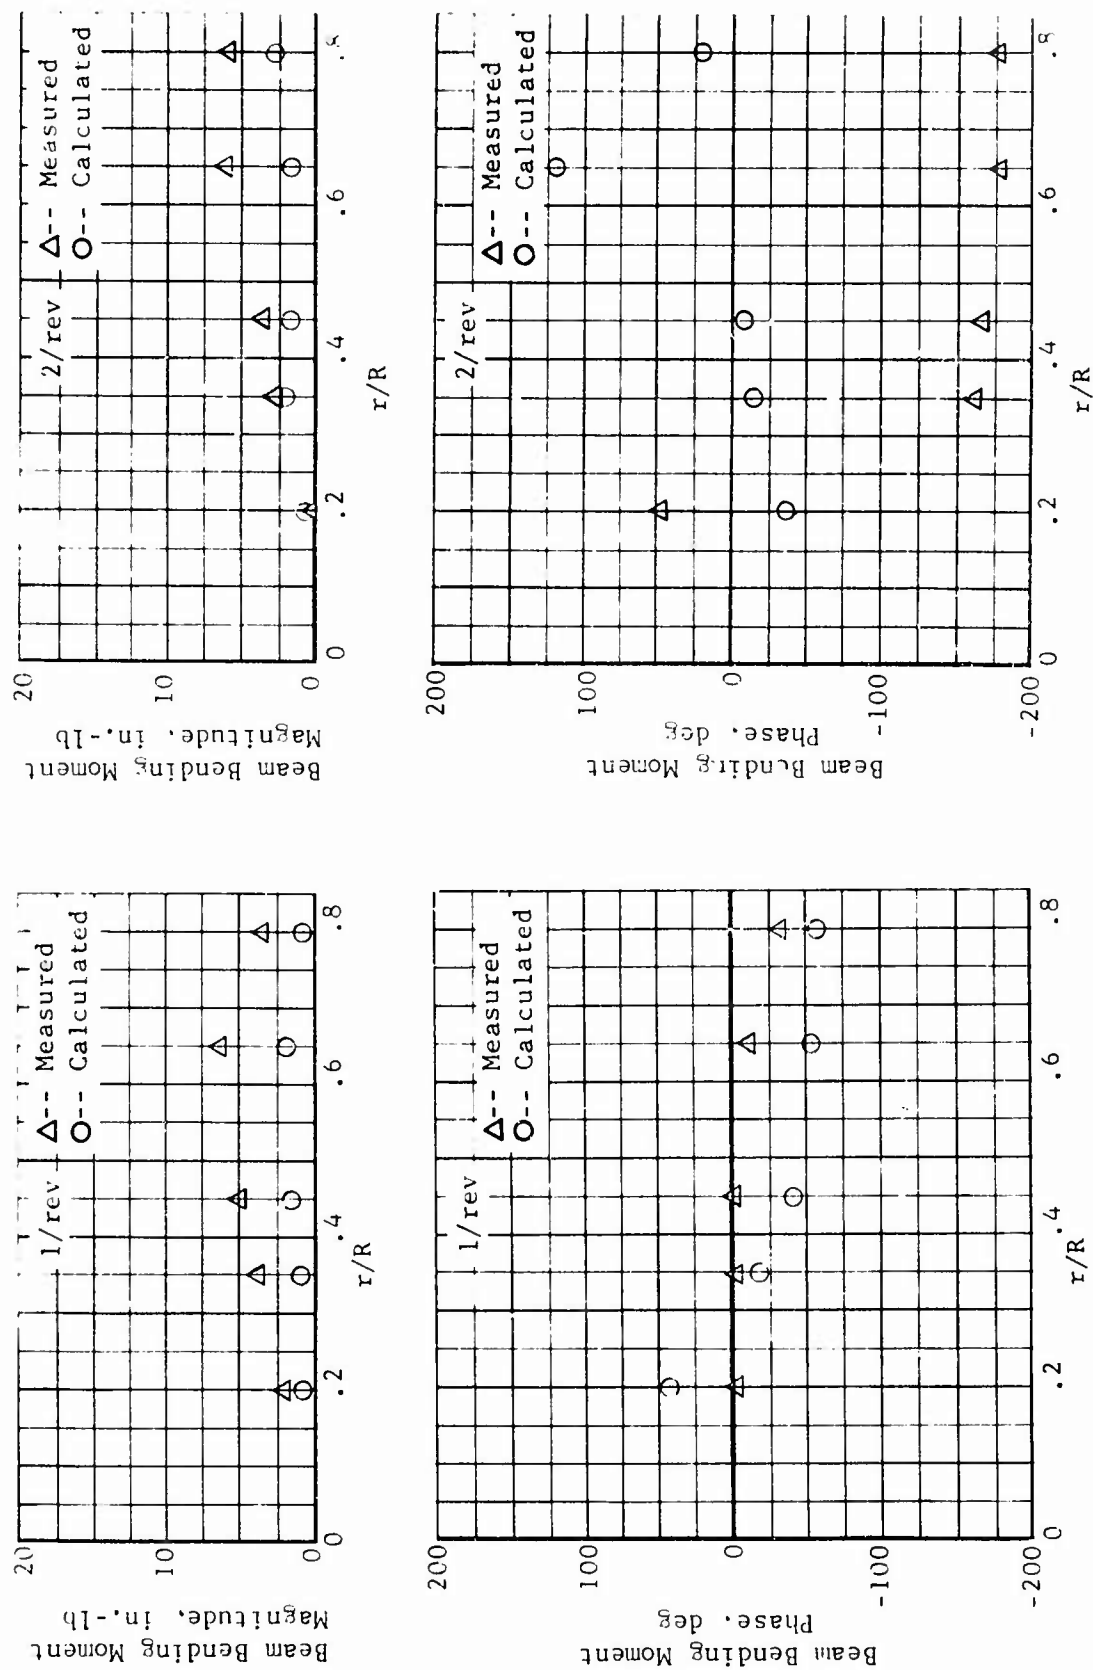 Beam Bending Moment
Magnitude, in.-lb
20
10
0
1/rev
△-- Measured
O-- Calculated
0
.2
.4
.6
.8
r/R
Beam Bending Moment
Phase, deg
200
100
0
-100
-200
1/rev
△-- Measured
O-- Calculated
0
.2
.4
.6
.8
r/R
Beam Bending Moment
Magnitude, in.-lb
20
10
0
2/rev
△-- Measured
O-- Calculated
0
.2
.4
.6
.8
r/R
Beam Bending Moment
Phase, deg
200
100
0
-100
-200
2/rev
△-- Measured
O-- Calculated
0
.2
.4
.6
.8
r/R